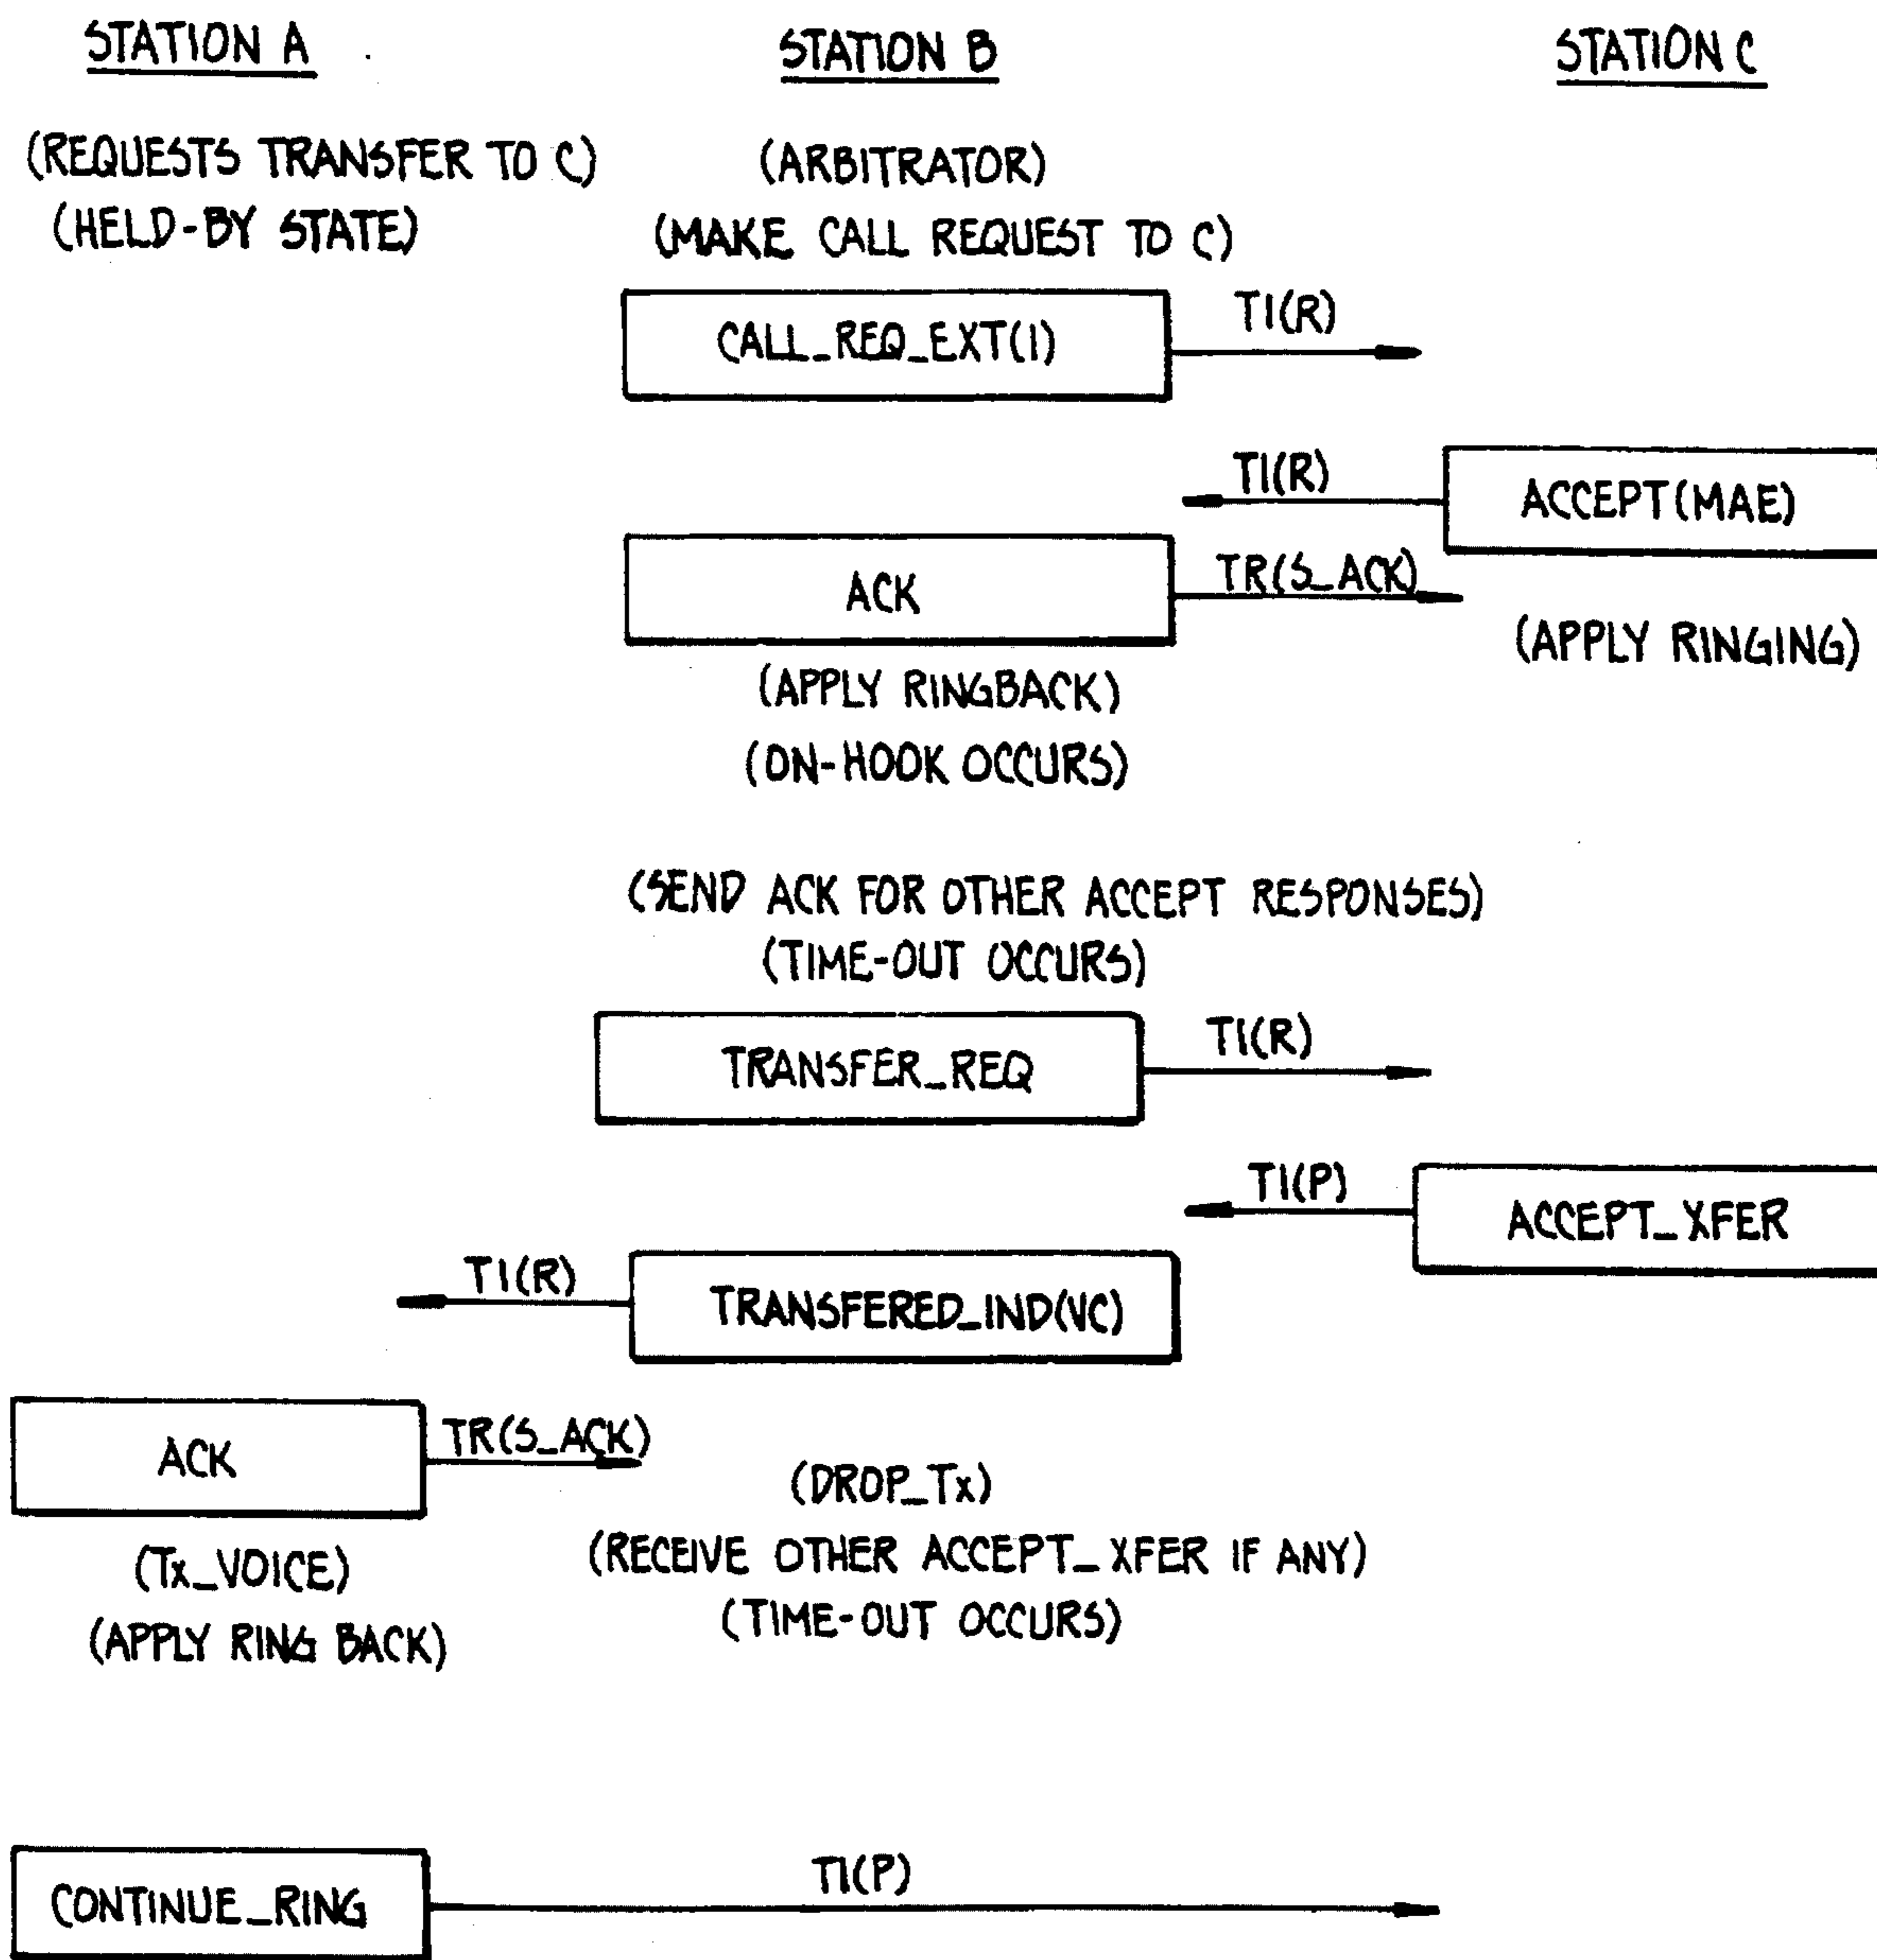 STATION A
STATION B
STATION C
(REQUESTS TRANSFER TO C)
(ARBITRATOR)
(HELD-BY STATE)
(MAKE CALL REQUEST TO C)
CALL_REQ_EXT(1)
TI(R)
TI(R)
ACCEPT(MAE)
ACK
TR(S_ACK)
(APPLY RINGING)
(APPLY RINGBACK)
(ON-HOOK OCCURS)
(SEND ACK FOR OTHER ACCEPT RESPONSES)
(TIME-OUT OCCURS)
TRANSFER_REQ
TI(R)
TI(P)
ACCEPT_XFER
TI(R)
TRANSFERED_IND(VC)
ACK
TR(S_ACK)
(DROP_Tx)
(Tx_VOICE)
(RECEIVE OTHER ACCEPT_XFER IF ANY)
(APPLY RING BACK)
(TIME-OUT OCCURS)
CONTINUE_RING
TI(P)